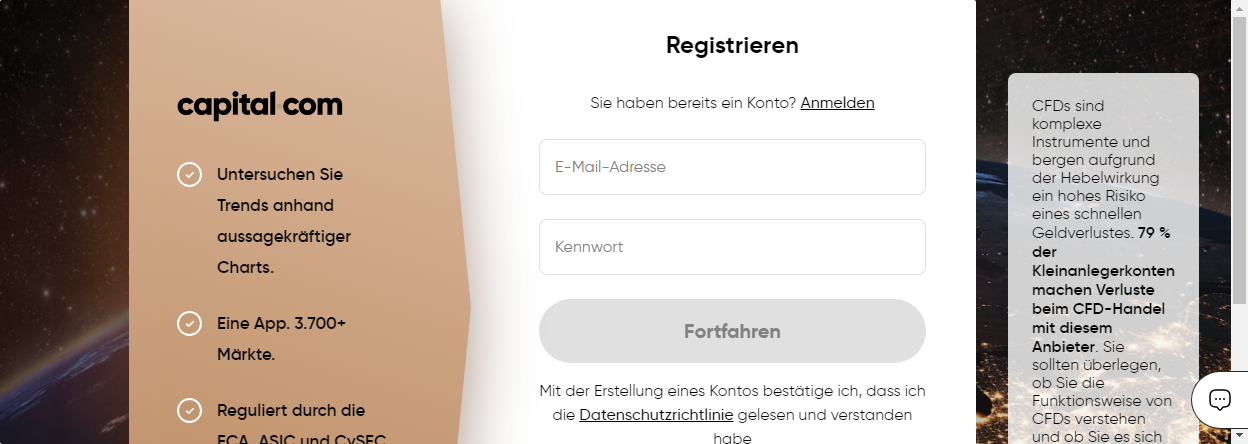 capital com
Untersuchen Sie
Trends anhand
aussagekräftiger
Charts.
Eine App. 3.700+
Märkte.
Reguliert durch die
FCA, ASIC und CySEC
Registrieren
Sie haben bereits ein Konto? Anmelden
E-Mail-Adresse
Kennwort
Fortfahren
Mit der Erstellung eines Kontos bestätige ich, dass ich
die Datenschutzrichtlinie gelesen und verstanden
habe
CFDs sind
komplexe
Instrumente und
bergen aufgrund
der Hebelwirkung
ein hohes Risiko
eines schnellen
Geldverlustes. 79 %
der
Kleinanlegerkonten
machen Verluste
beim CFD-Handel
mit diesem
Anbieter. Sie
sollten überlegen,
ob Sie die
Funktionsweise von
CFDs verstehen
und ob Sie es sich